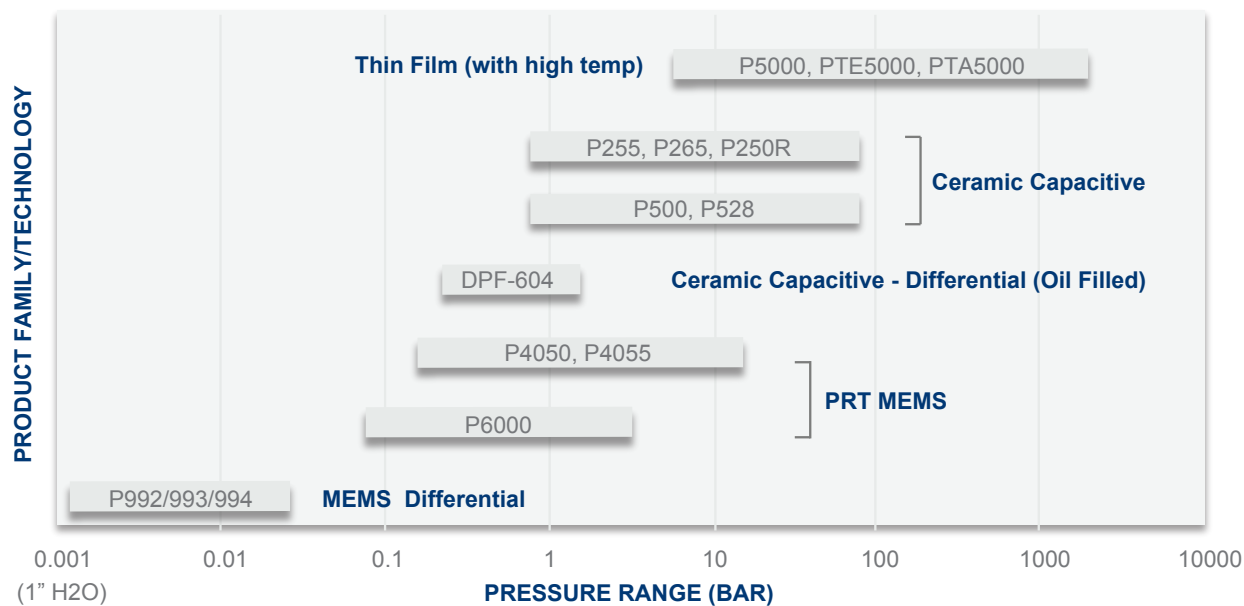 PRODUCT FAMILY/TECHNOLOGY
Thin Film (with high temp)
P5000, PTE5000, PTA5000
P255, P265, P250R
Ceramic Capacitive
P500, P528
DPF-604
Ceramic Capacitive - Differential (Oil Filled)
P4050, P4055
PRT MEMS
P6000
P992/993/994
MEMS Differential
0.001
0.01
0.1
1
10
100
1000
10000
(1” H2O)
PRESSURE RANGE (BAR)